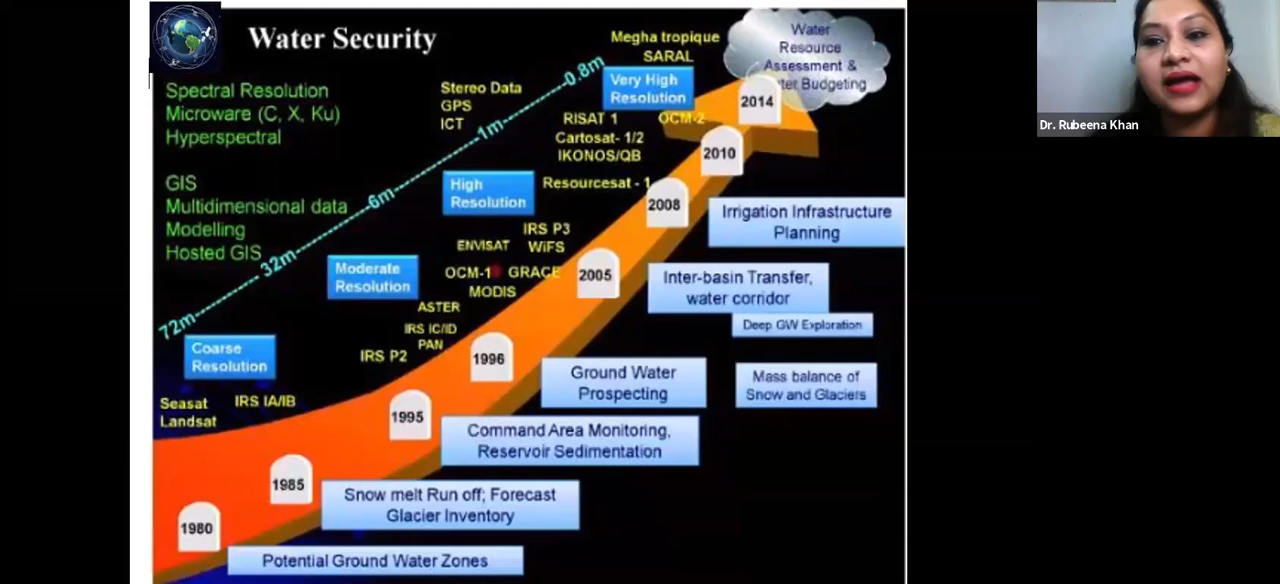 Water Security
Spectral Resolution
Microware (C, X, Ku)
Hyperspectral
GIS
Multidimensional data
Modelling
Hosted GIS
72m
32m
6m
1m
0.8m
Coarse
Resolution
Moderate
Resolution
High
Resolution
Very High
Resolution
Seasat
Landsat
IRS IA/IB
IRS P2
IRS IC/ID
PAN
ASTER
MODIS
OCM-1
GRACE
ENVISAT
IRS P3
WiFS
Resourcesat - 1
Stereo Data
GPS
ICT
RISAT 1
Cartosat- 1/2
IKONOS/QB
OCM-2
Megha tropique
SARAL
Water
Resource
Assessment &
Budgeting
1980
1985
1995
1996
2005
2008
2010
2014
Potential Ground Water Zones
Snow melt Run off; Forecast
Glacier Inventory
Command Area Monitoring,
Reservoir Sedimentation
Ground Water
Prospecting
Mass balance of
Snow and Glaciers
Deep GW Exploration
Inter-basin Transfer,
water corridor
Irrigation Infrastructure
Planning
Dr. Rubeena Khan